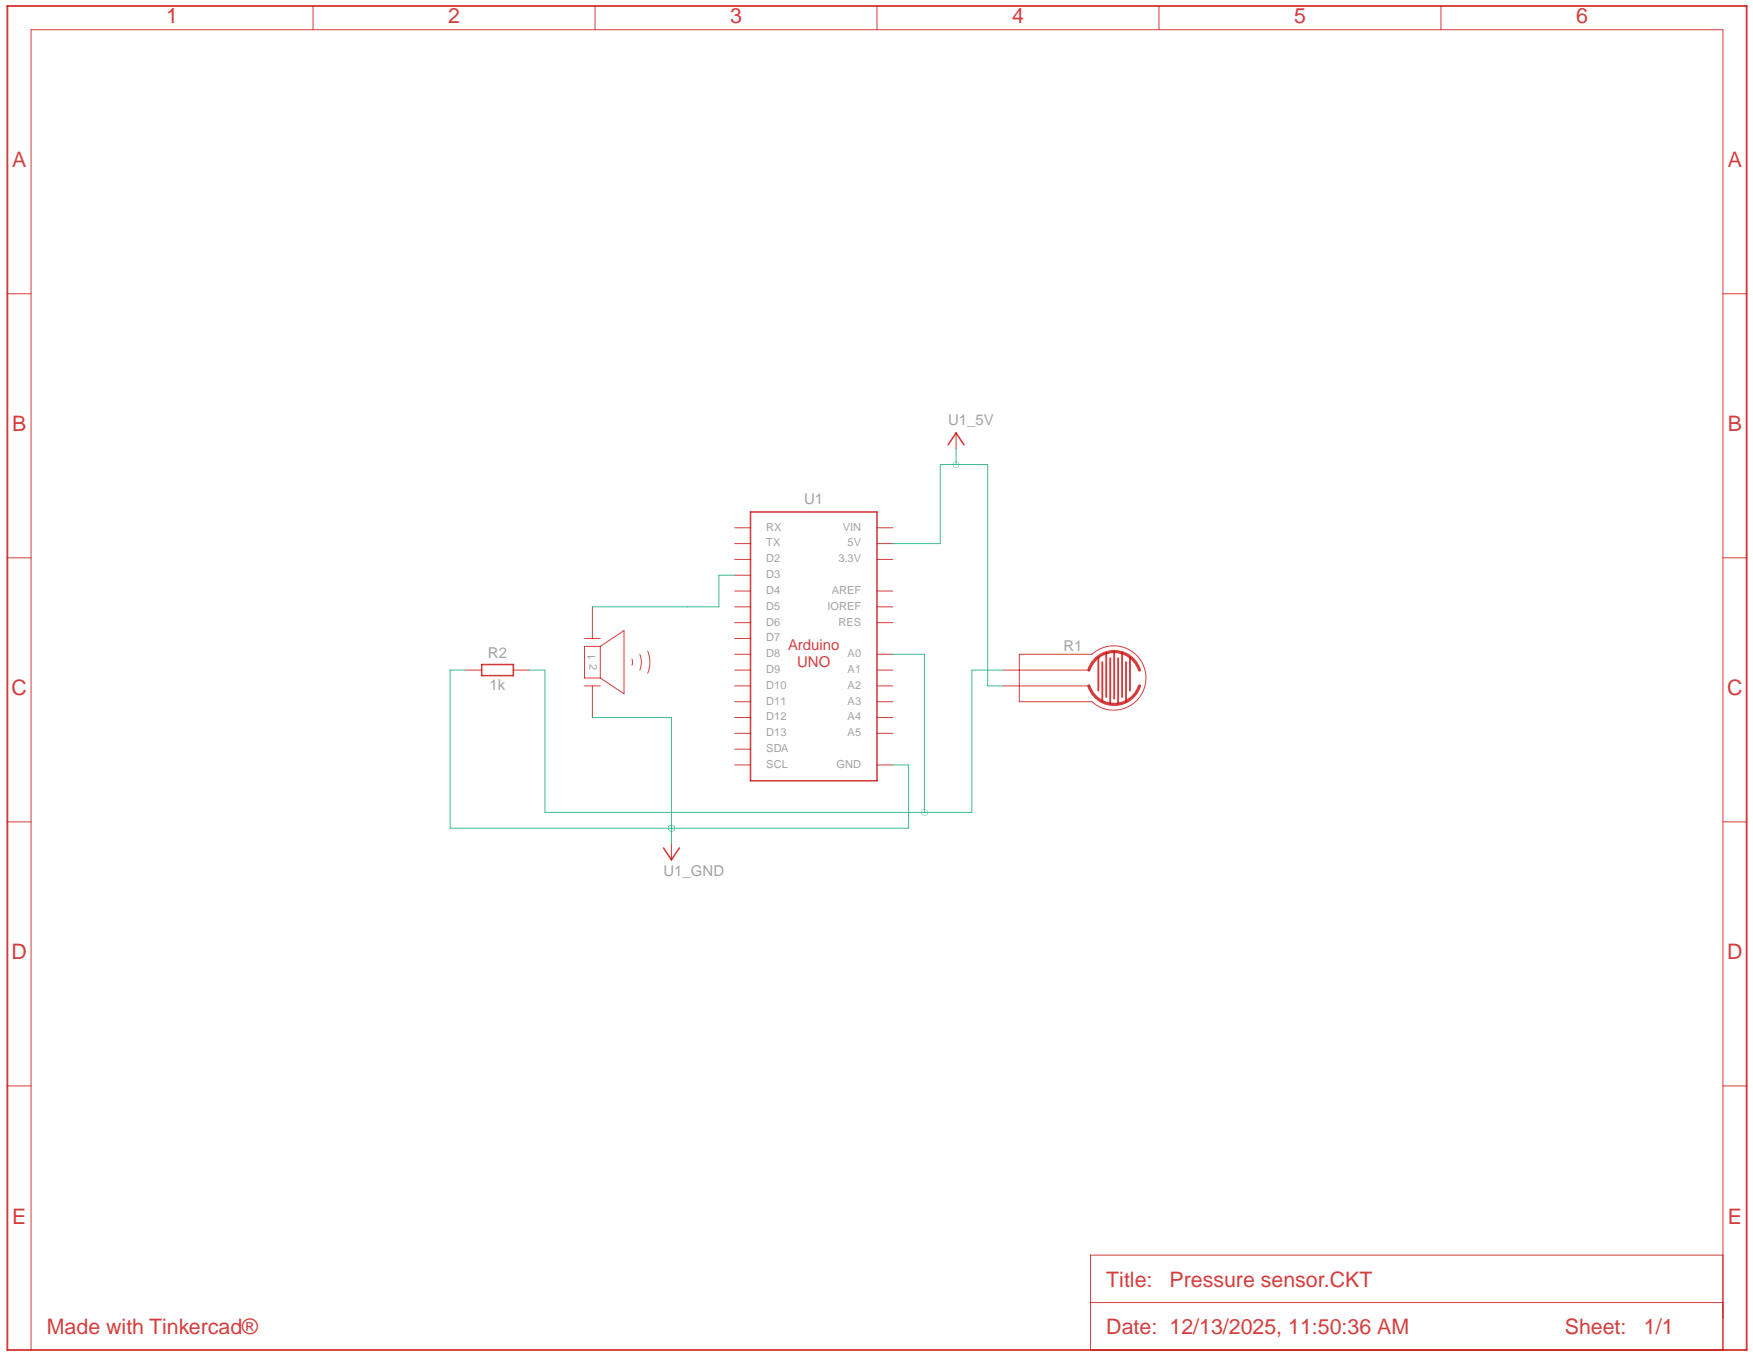 1 2 3 4 5 6
A A
B B
U1_5V
U1
RX VIN
TX 5V
D2 3.3V
D3
D4 AREF
D5 IOREF
D6 RES
D7
Arduino
UNO
D8 A0
D9 A1
D10 A2
D11 A3
D12 A4
D13 A5
SDA
SCL GND
R1
R2
1k
1 2
C C
U1_GND
D D
E E
Title: Pressure sensor.CKT
Made with Tinkercad®
Date: 12/13/2025, 11:50:36 AM Sheet: 1/1